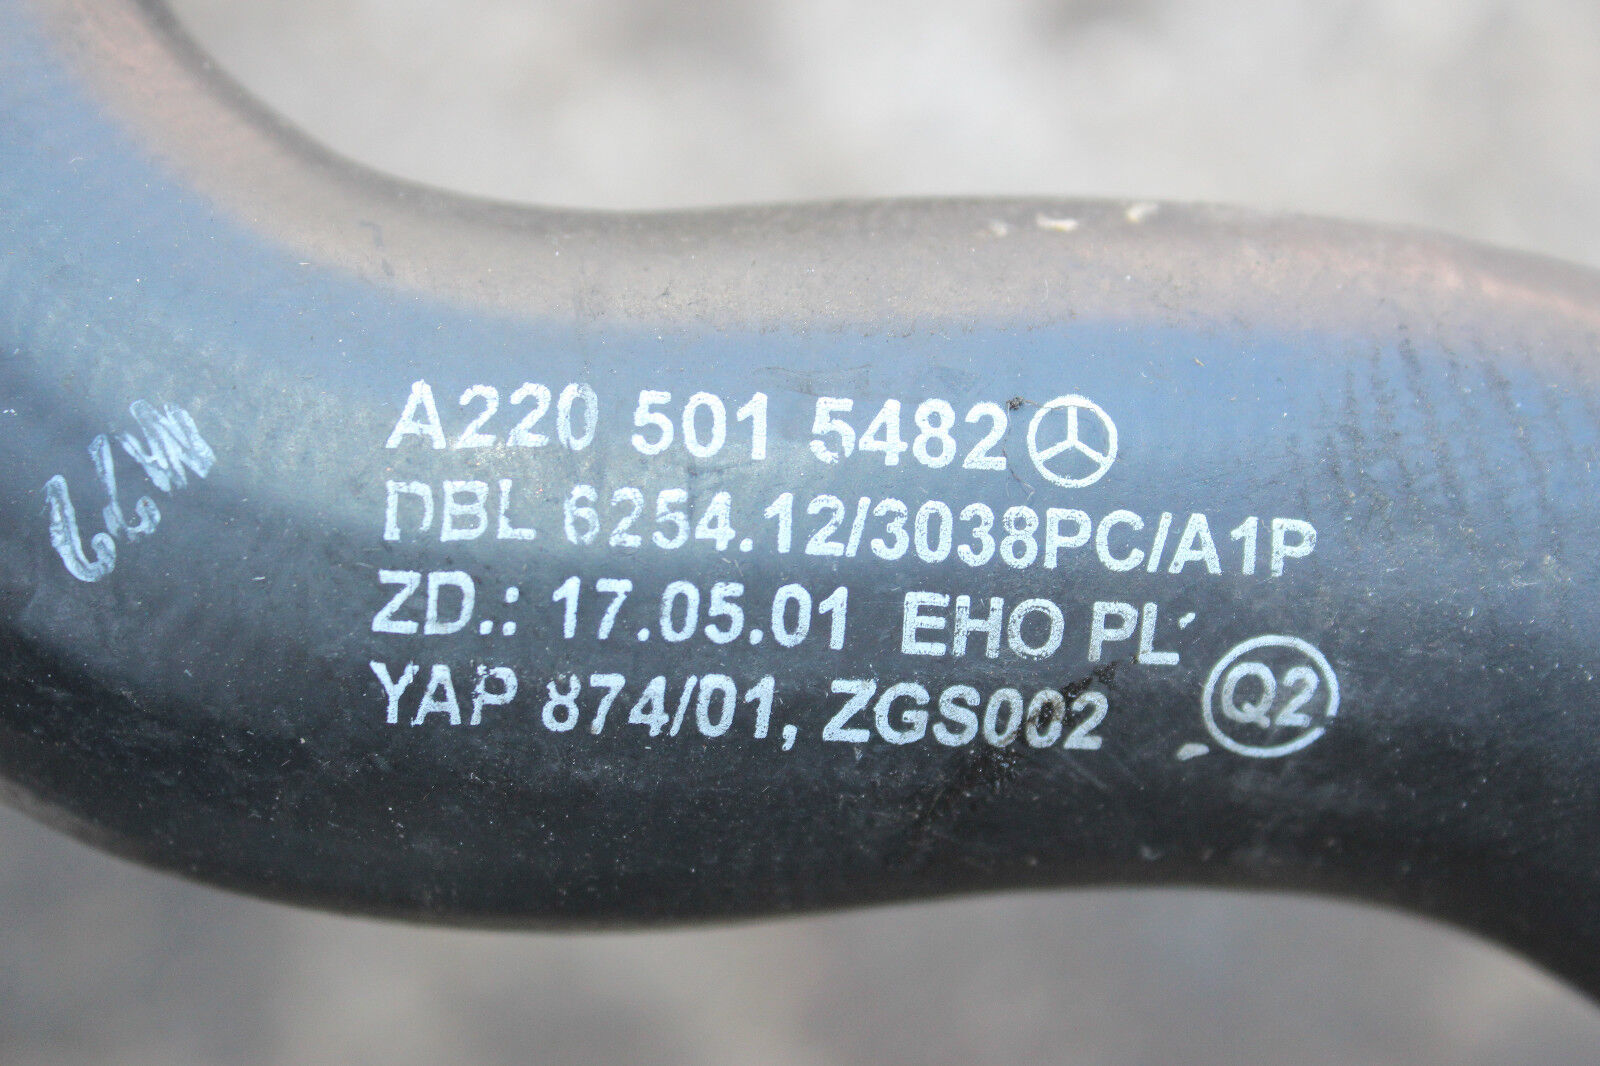 A220 501 5482
DBL 6254.12/3038PC/A1P
ZD.: 17.05.01 EHO PL
YAP 874/01, ZGS002
Q2